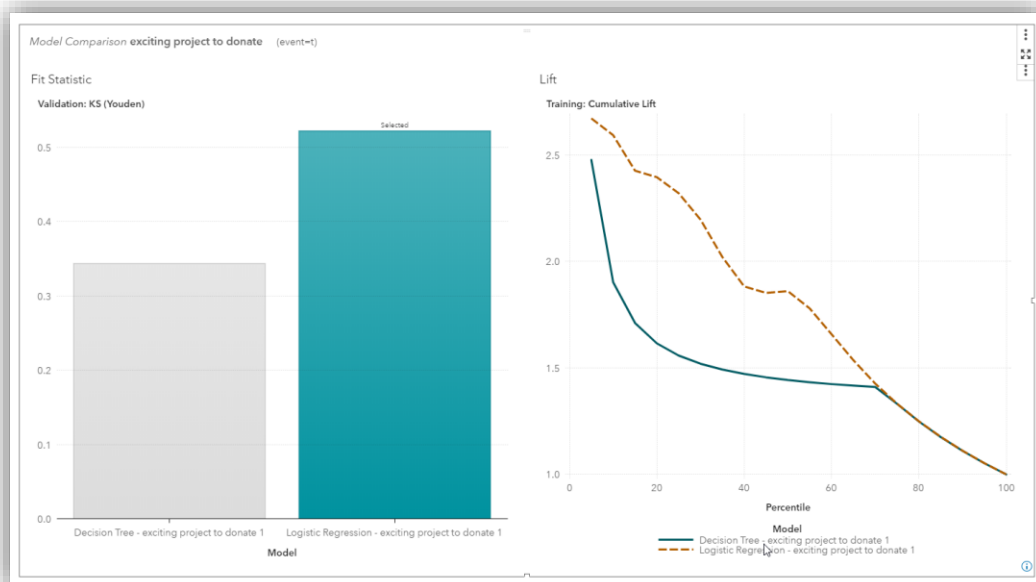 Model Comparison exciting project to donate (event=t)
Fit Statistic
Validation: KS (Youden)
Selected
0.5
0.4
0.3
0.2
0.1
0.0
Decision Tree - exciting project to donate 1
Logistic Regression - exciting project to donate 1
Model
Lift
Training: Cumulative Lift
2.5
2.0
1.5
1.0
0 20 40 60 80 100
Percentile
Model
Decision Tree - exciting project to donate 1
Logistic Regression - exciting project to donate 1